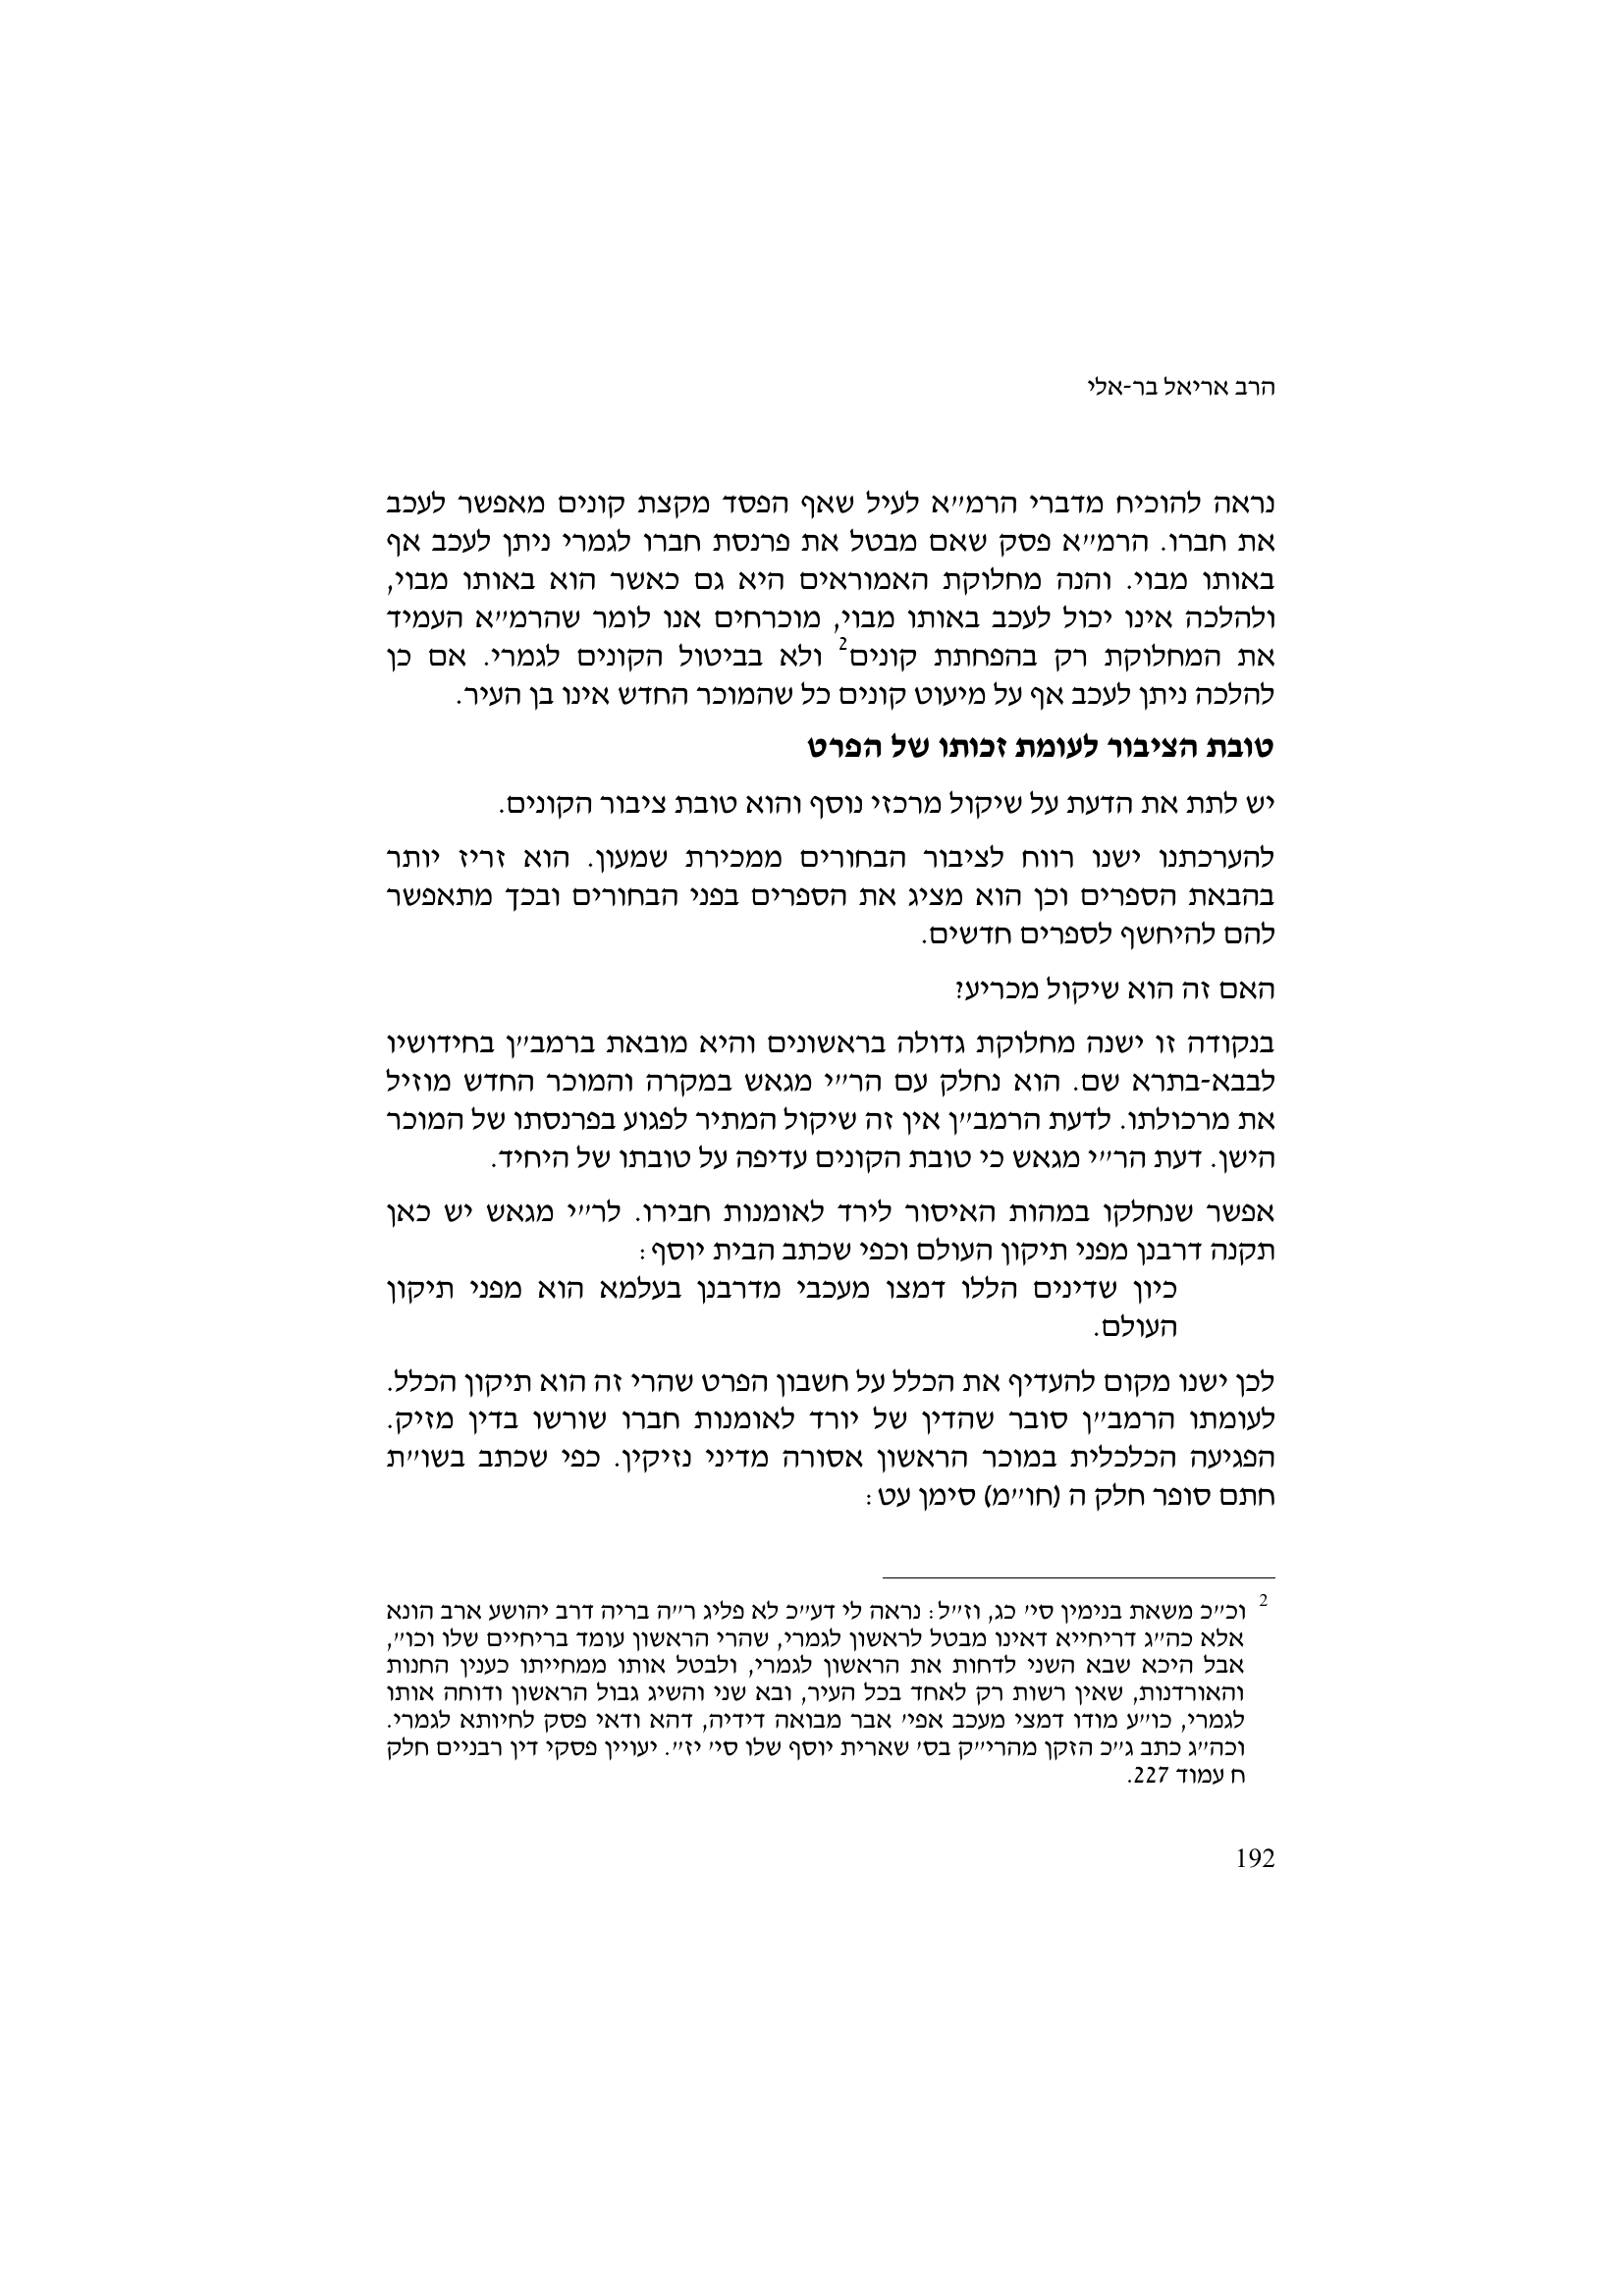 הרב אריאל בר-אלי
נראה להוכיח מדברי הרמ״א לעיל שאף הפסד מקצת קונים מאפשר לעכב
את חברו. הרמ״א פסק שאם מבטל את פרנסת חברו לגמרי ניתן לעכב אף
באותו מבוי. והנה מחלוקת האמוראים היא גם כאשר הוא באותו מבוי,
ולהלכה אינו יכול לעכב באותו מבוי, מוכרחים אנו לומר שהרמ״א העמיד
את המחלוקת רק בהפחתת קונים2 ולא בביטול הקונים לגמרי. אם כן
להלכה ניתן לעכב אף על מיעוט קונים כל שהמוכר החדש אינו בן העיר.
טובת הציבור לעומת זכותו של הפרט
יש לתת את הדעת על שיקול מרכזי נוסף והוא טובת ציבור הקונים.
להערכתנו ישנו רווח לציבור הבחורים ממכירת שמעון. הוא זריז יותר
בהבאת הספרים וכן הוא מציג את הספרים בפני הבחורים ובכך מתאפשר
להם להיחשף לספרים חדשים.
האם זה הוא שיקול מכריע?
בנקודה זו ישנה מחלוקת גדולה בראשונים והיא מובאת ברמב״ן בחידושיו
לבבא-בתרא שם. הוא נחלק עם הר״י מגאש במקרה והמוכר החדש מוזיל
את מרכולתו. לדעת הרמב״ן אין זה שיקול המתיר לפגוע בפרנסתו של המוכר
הישן. דעת הר״י מגאש כי טובת הקונים עדיפה על טובתו של היחיד.
אפשר שנחלקו במהות האיסור לירד לאומנות חבירו. לר״י מגאש יש כאן
תקנה דרבנן מפני תיקון העולם וכפי שכתב הבית יוסף:
כיון שדינים הללו דמצו מעכבי מדרבנן בעלמא הוא מפני תיקון
העולם.
לכן ישנו מקום להעדיף את הכלל על חשבון הפרט שהרי זה הוא תיקון הכלל.
לעומתו הרמב״ן סובר שהדין של יורד לאומנות חברו שורשו בדין מזיק.
הפגיעה הכלכלית במוכר הראשון אסורה מדיני נזיקין. כפי שכתב בשו״ת
חתם סופר חלק ה (חו״מ) סימן עט:
2 וכ״כ משאת בנימין סי׳ כג, וז״ל: נראה לי דע״כ לא פליג ר״ה בריה דרב יהושע ארב הונא
אלא כה״ג דריחייא דאינו מבטל לראשון לגמרי, שהרי הראשון עומד בריחיים שלו וכו״,
אבל היכא שבא השני לדחות את הראשון לגמרי, ולבטל אותו ממחייתו כענין החנות
והאורדנות, שאין רשות רק לאחד בכל העיר, ובא שני והשיג גבול הראשון ודוחה אותו
לגמרי, כו״ע מודו דמצי מעכב אפי׳ אבר מבואה דידיה, דהא ודאי פסק לחיותא לגמרי.
וכה״ג כתב ג״כ הזקן מהרי״ק בס׳ שארית יוסף שלו סי׳ יז״. יעויין פסקי דין רבניים חלק
ח עמוד 227.
192